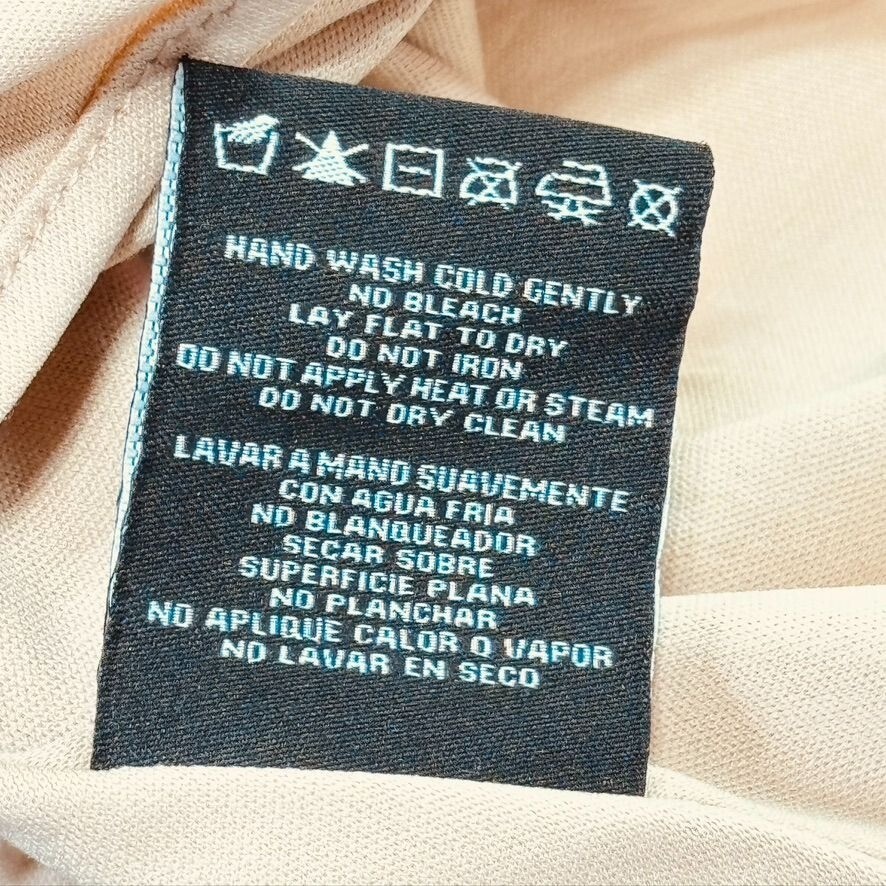 HAND WASH COLD GENTLY
NO BLEACH
LAY FLAT TO DRY
DO NOT IRON
DO NOT APPLY HEAT OR STEAM
DO NOT DRY CLEAN
LAVAR A MANO SUAVEMENTE
CON AGUA FRIA
NO BLANQUEADOR
SECAR SOBRE
SUPERFICIE PLANA
NO PLANCHAR
NO APLIQUE CALOR O VAPOR
NO LAVAR EN SECO